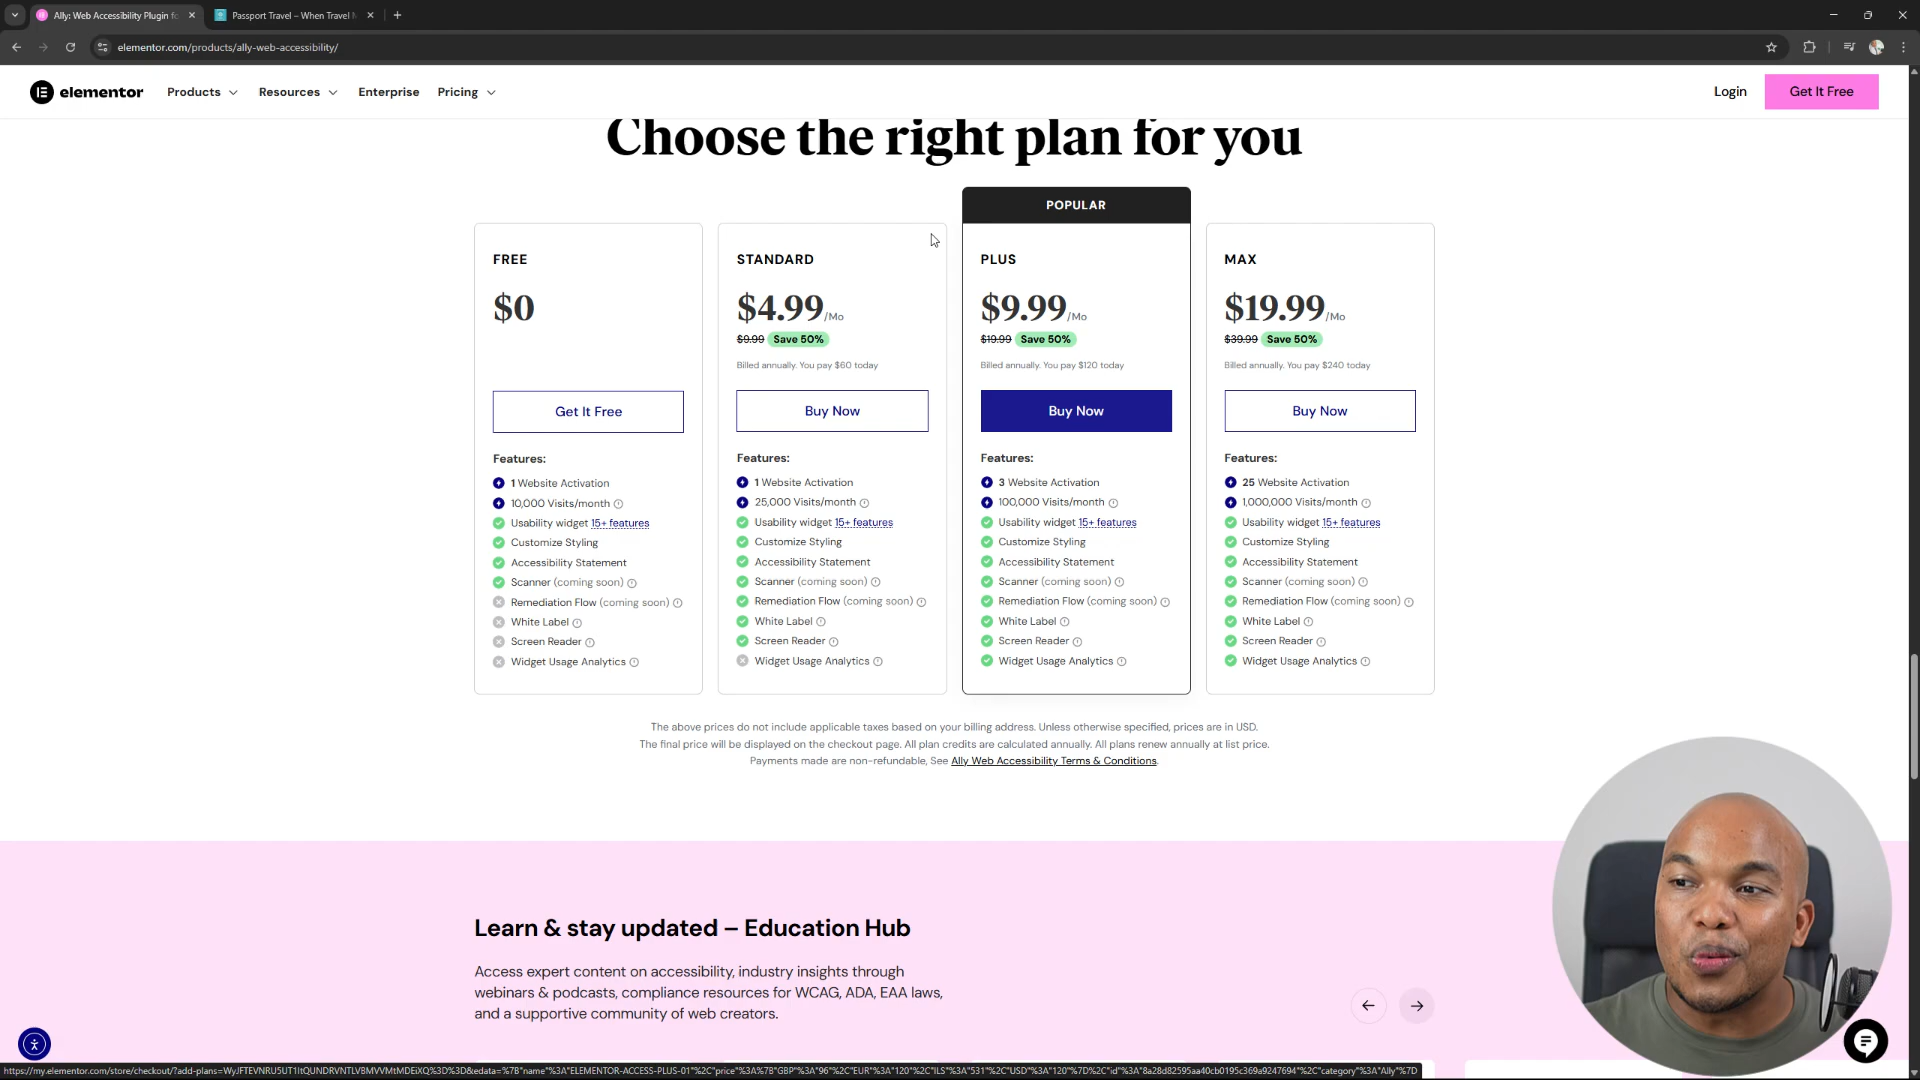 Ally: Web Accessibility Plugin fo
Passport Travel – When Travel M
elementor.com/products/ally-web-accessibility/
elementor
Products
Resources
Enterprise
Pricing
Login
Get It Free
Choose the right plan for you
POPULAR
FREE
$0
Get It Free
Features:
1 Website Activation
10,000 Visits/month
Usability widget 15+ features
Customize Styling
Accessibility Statement
Scanner (coming soon)
Remediation Flow (coming soon)
White Label
Screen Reader
Widget Usage Analytics
STANDARD
$4.99/Mo
$9.99 Save 50%
Billed annually. You pay $60 today
Buy Now
Features:
1 Website Activation
25,000 Visits/month
Usability widget 15+ features
Customize Styling
Accessibility Statement
Scanner (coming soon)
Remediation Flow (coming soon)
White Label
Screen Reader
Widget Usage Analytics
PLUS
$9.99/Mo
$19.99 Save 50%
Billed annually. You pay $120 today
Buy Now
Features:
3 Website Activation
100,000 Visits/month
Usability widget 15+ features
Customize Styling
Accessibility Statement
Scanner (coming soon)
Remediation Flow (coming soon)
White Label
Screen Reader
Widget Usage Analytics
MAX
$19.99/Mo
$39.99 Save 50%
Billed annually. You pay $240 today
Buy Now
Features:
25 Website Activation
1,000,000 Visits/month
Usability widget 15+ features
Customize Styling
Accessibility Statement
Scanner (coming soon)
Remediation Flow (coming soon)
White Label
Screen Reader
Widget Usage Analytics
The above prices do not include applicable taxes based on your billing address. Unless otherwise specified, prices are in USD.
The final price will be displayed on the checkout page. All plan credits are calculated annually. All plans renew annually at list price.
Payments made are non-refundable, See Ally Web Accessibility Terms & Conditions.
Learn & stay updated – Education Hub
Access expert content on accessibility, industry insights through
webinars & podcasts, compliance resources for WCAG, ADA, EAA laws,
and a supportive community of web creators.